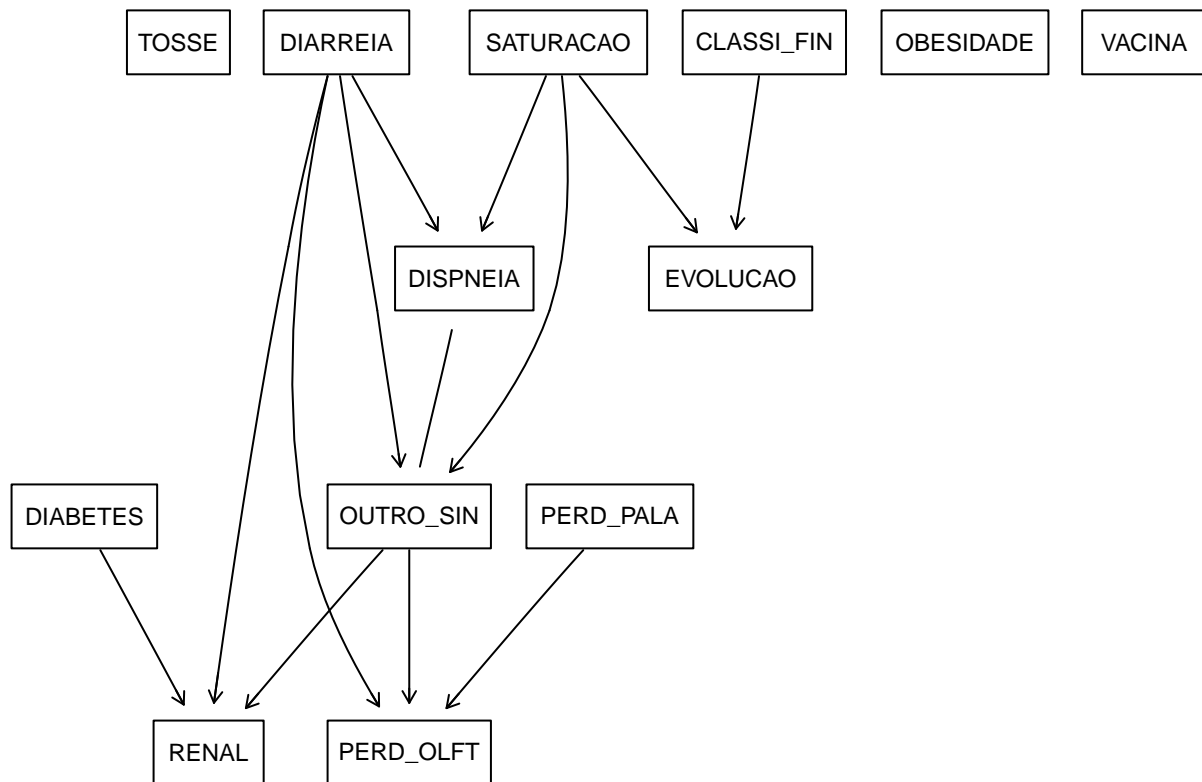 TOSSE
DIARREIA
SATURACAO
CLASSI_FIN
OBESIDADE
VACINA
DISPNEIA
EVOLUCAO
DIABETES
OUTRO_SIN
PERD_PALA
RENAL
PERD_OLFT